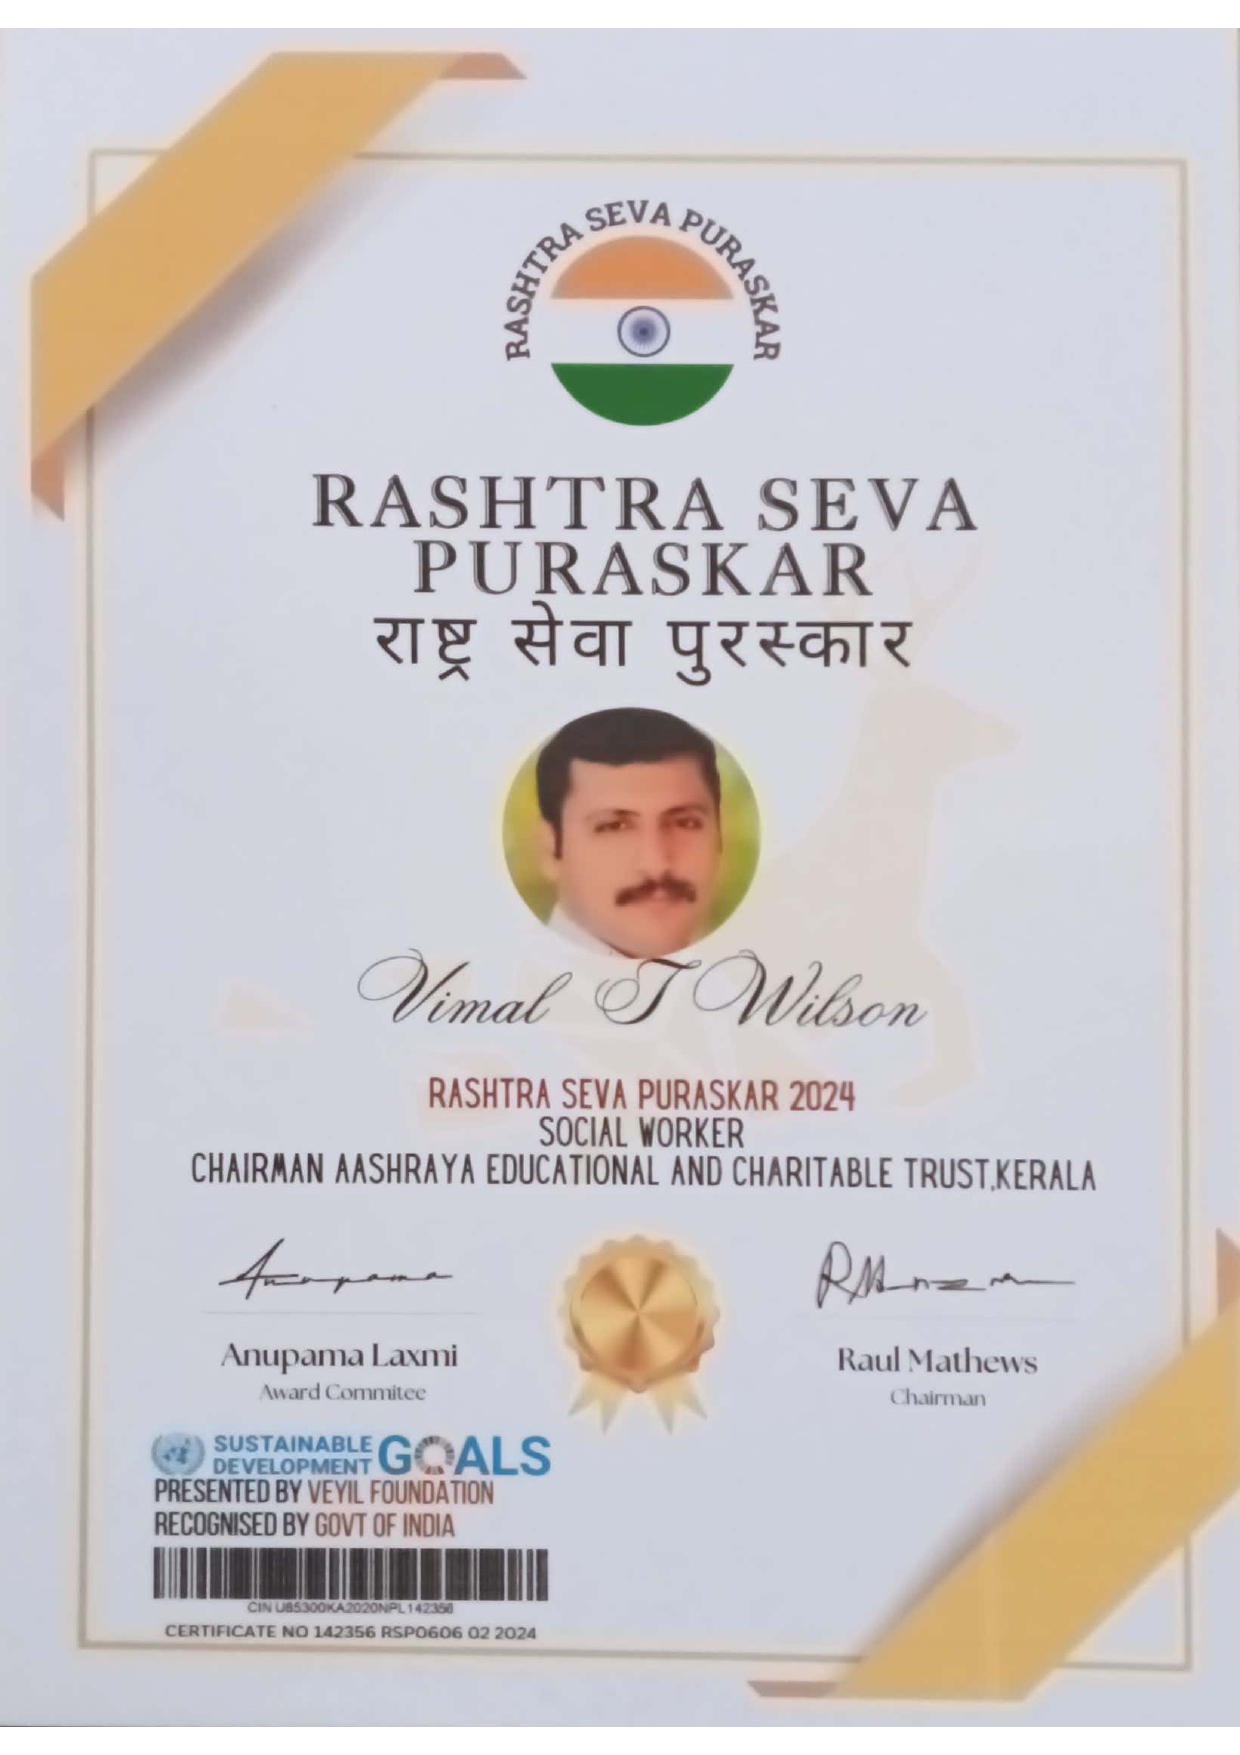 RASHTRA SEVA PURASKAR
RASHTRA SEVA
PURASKAR
राष्ट्र सेवा पुरस्कार
Vimal T Wilson
RASHTRA SEVA PURASKAR 2024
SOCIAL WORKER
CHAIRMAN AASHRAYA EDUCATIONAL AND CHARITABLE TRUST,KERALA
Anupama
Anupama Laxmi
Award Commitee
Raul Mathews
Chairman
SUSTAINABLE DEVELOPMENT GOALS
PRESENTED BY VEYIL FOUNDATION
RECOGNISED BY GOVT OF INDIA
CIN U85300KA2020NPL142356
CERTIFICATE NO 142356 RSP0606 02 2024